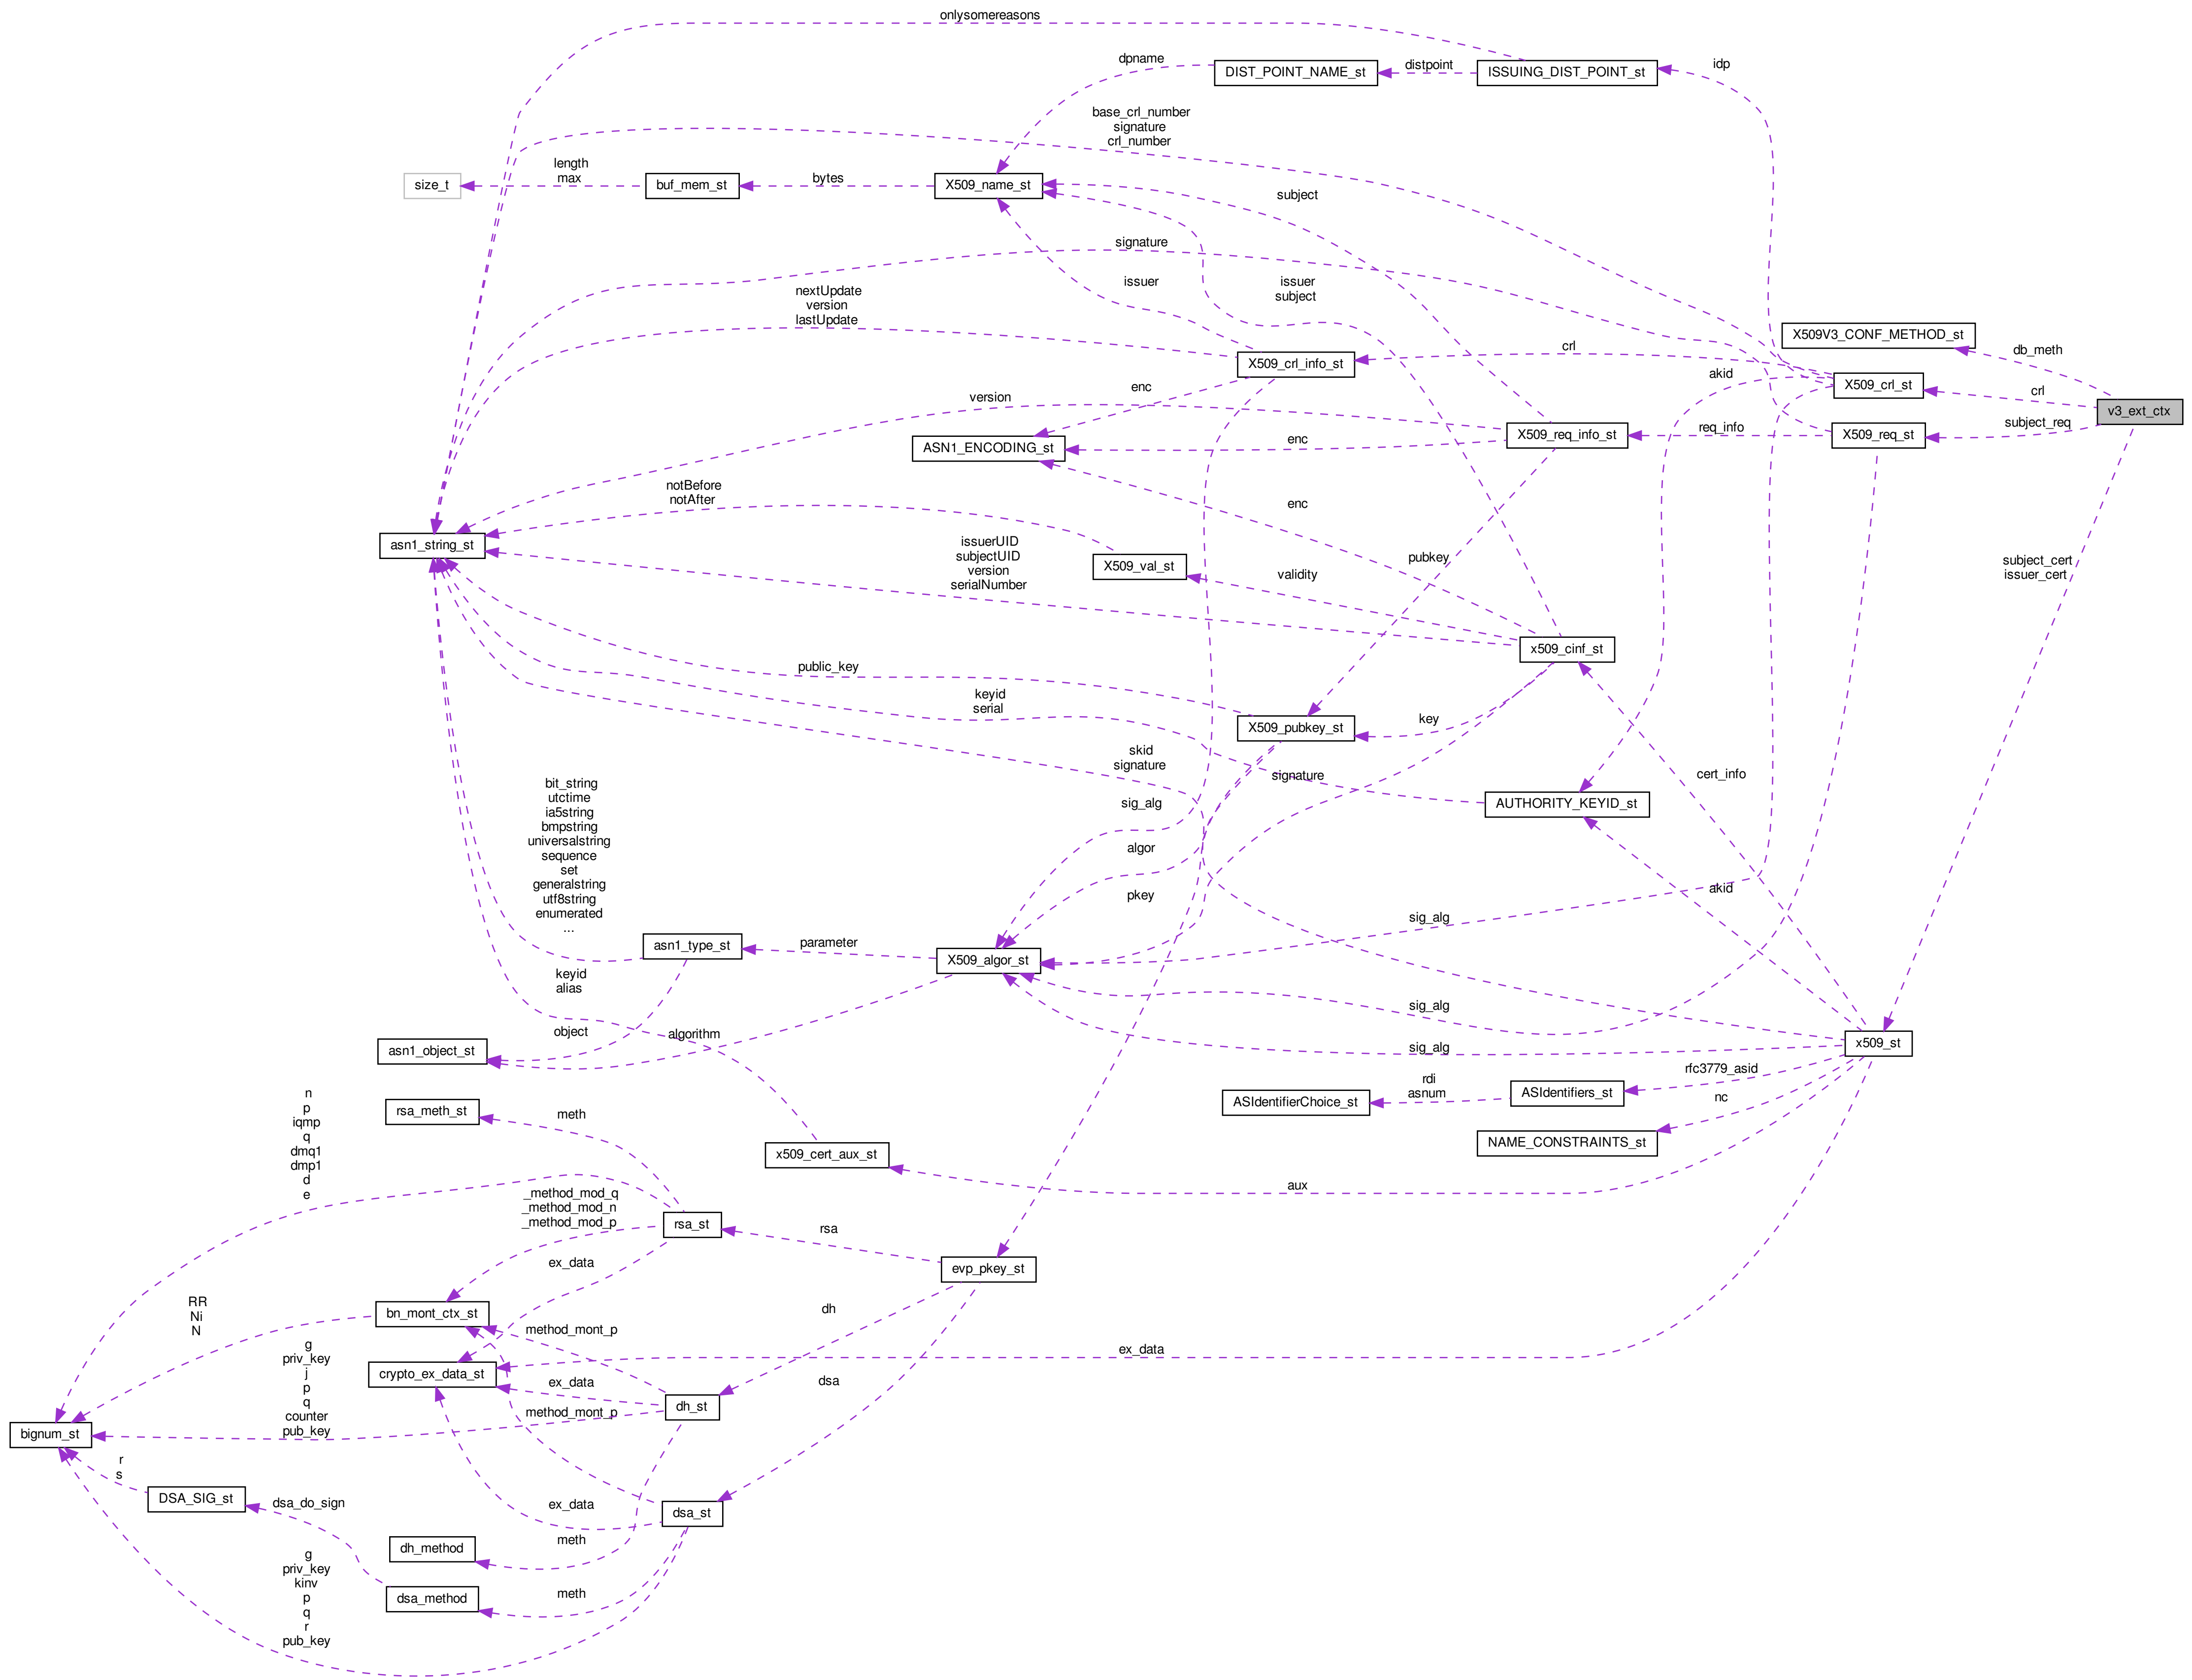 onlysomereasons
dpname
DIST_POINT_NAME_st
distpoint
ISSUING_DIST_POINT_st
idp
base_crl_number
signature
crl_number
size_t
length
max
buf_mem_st
bytes
X509_name_st
subject
signature
issuer
issuer
subject
nextUpdate
version
lastUpdate
X509V3_CONF_METHOD_st
db_meth
X509_crl_info_st
crl
akid
X509_crl_st
crl
v3_ext_ctx
enc
version
ASN1_ENCODING_st
enc
X509_req_info_st
req_info
X509_req_st
subject_req
notBefore
notAfter
enc
asn1_string_st
issuerUID
subjectUID
version
serialNumber
X509_val_st
validity
pubkey
subject_cert
issuer_cert
x509_cinf_st
public_key
keyid
serial
X509_pubkey_st
key
skid
signature
signature
cert_info
AUTHORITY_KEYID_st
sig_alg
algor
pkey
akid
bit_string
utctime
ia5string
bmpstring
universalstring
sequence
set
generalstring
utf8string
enumerated
...
asn1_type_st
parameter
X509_algor_st
sig_alg
keyid
alias
sig_alg
asn1_object_st
object
algorithm
sig_alg
x509_st
rfc3779_asid
ASIdentifierChoice_st
rdi
asnum
ASIdentifiers_st
nc
n
p
iqmp
q
dmq1
dmp1
d
e
rsa_meth_st
meth
x509_cert_aux_st
NAME_CONSTRAINTS_st
aux
_method_mod_q
_method_mod_n
_method_mod_p
rsa_st
rsa
evp_pkey_st
ex_data
RR
Ni
N
bn_mont_ctx_st
method_mont_p
dh
ex_data
g
priv_key
j
p
q
counter
pub_key
crypto_ex_data_st
ex_data
dh_st
dsa
method_mont_p
bignum_st
r
s
DSA_SIG_st
dsa_do_sign
ex_data
dsa_st
dh_method
meth
g
priv_key
kinv
p
q
r
pub_key
dsa_method
meth